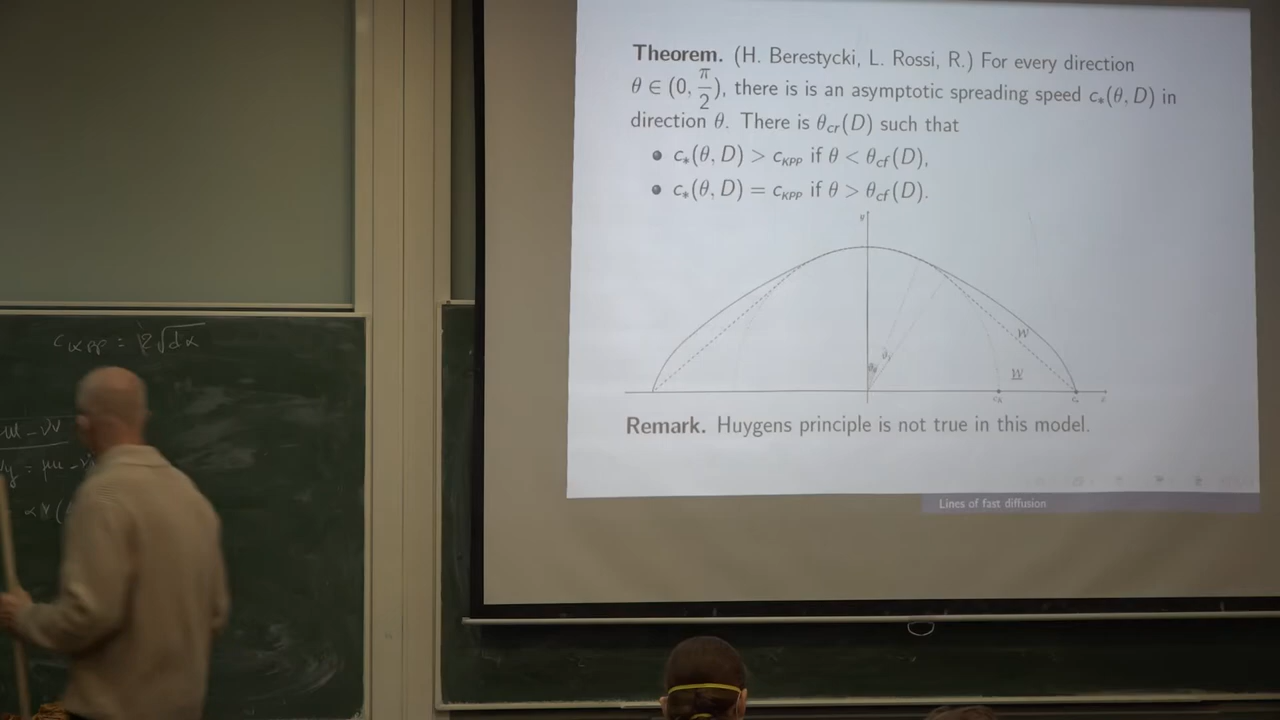 Theorem. (H. Berestycki, L. Rossi, R.) For every direction
θ ∈ (0, π/2), there is is an asymptotic spreading speed c*(θ, D) in
direction θ. There is θcr(D) such that
• c*(θ, D) > cKPP if θ < θcf(D),
• c*(θ, D) = cKPP if θ > θcf(D).
y
W
W
Remark. Huygens principle is not true in this model.
Lines of fast diffusion
cKPP = 2√dα
μu − νv